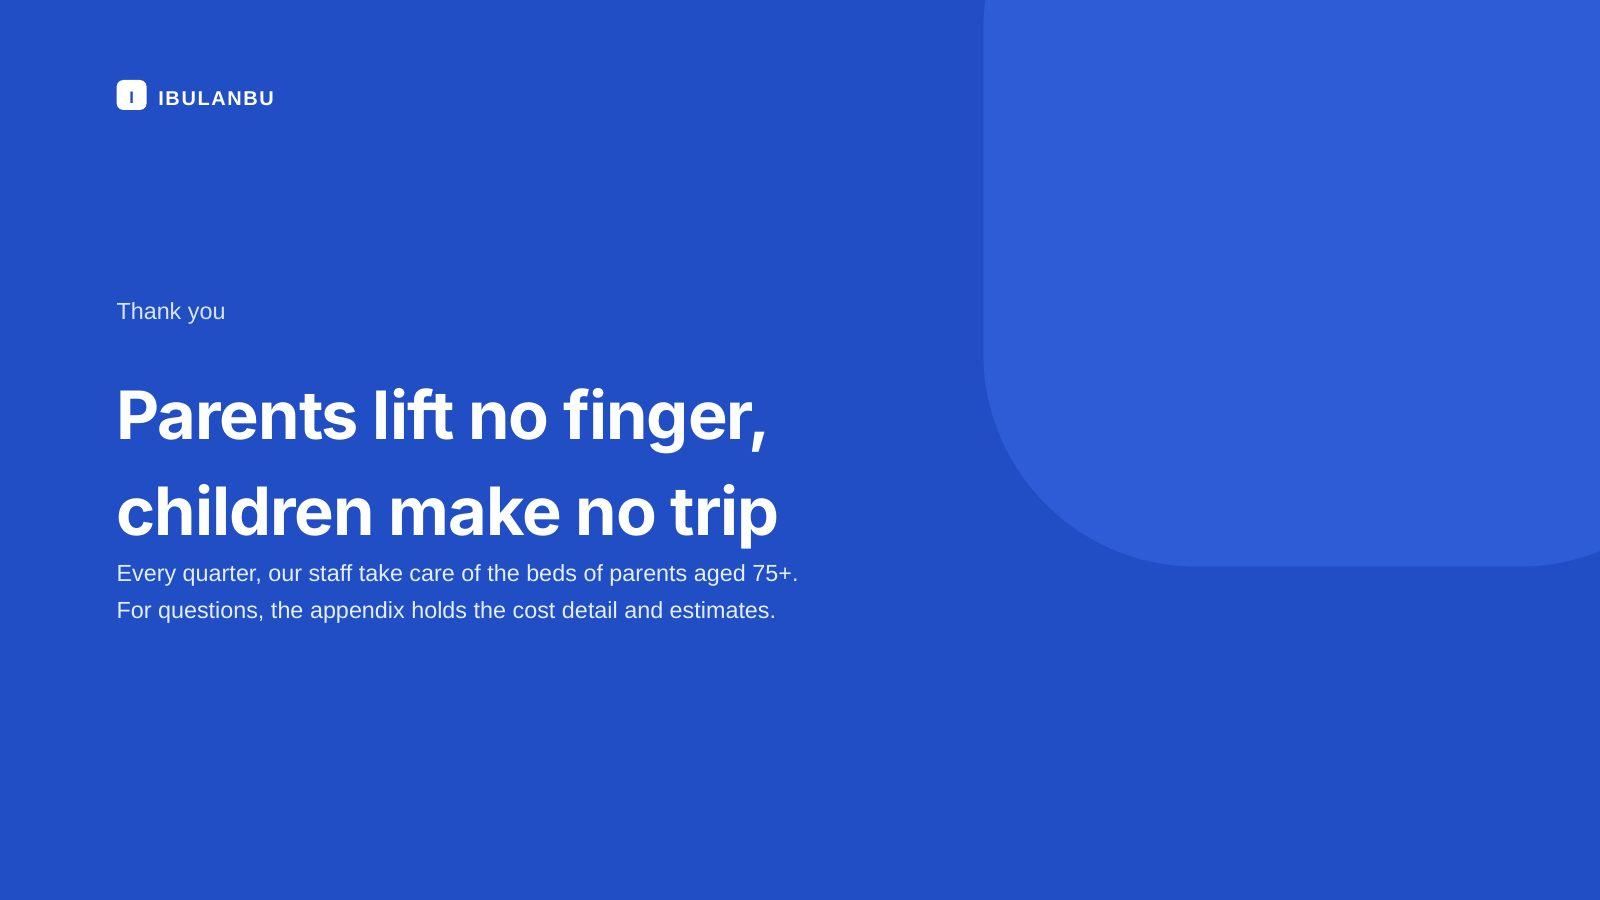 I IBULANBU
Thank you
Parents lift no finger,
children make no trip
Every quarter, our staff take care of the beds of parents aged 75+.
For questions, the appendix holds the cost detail and estimates.